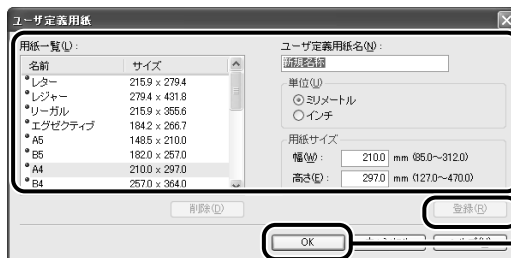 ユーザ定義用紙
用紙一覧(L):
名前 サイズ
レター 215.9 x 279.4
レジャー 279.4 x 431.8
リーガル 215.9 x 355.6
エグゼクティブ 184.2 x 266.7
A5 148.5 x 210.0
B5 182.0 x 257.0
A4 210.0 x 297.0
B4 257.0 x 364.0
削除(D)
ユーザ定義用紙名(N):
新規名称
単位(U)
ミリメートル
インチ
用紙サイズ
幅(W): 210.0 mm (85.0～312.0)
高さ(E): 297.0 mm (127.0～470.0)
登録(R)
OK